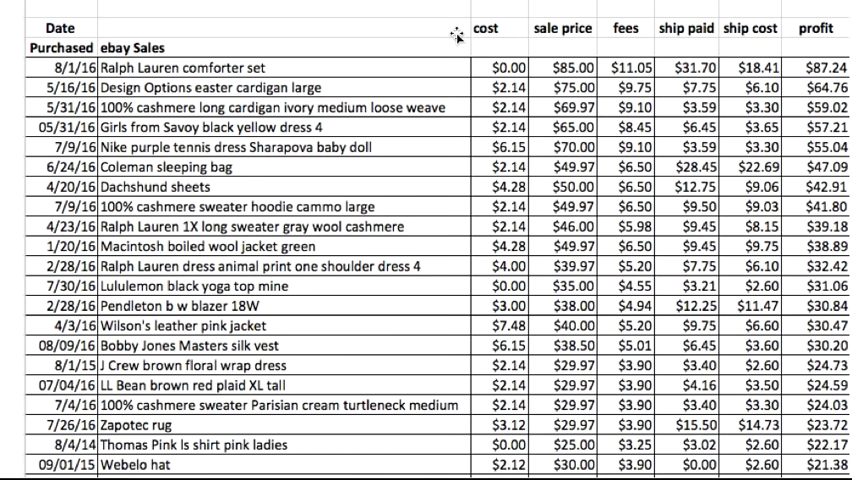 Date cost sale price fees ship paid ship cost profit
Purchased ebay Sales
8/1/16 Ralph Lauren comforter set $0.00 $85.00 $11.05 $31.70 $18.41 $87.24
5/16/16 Design Options easter cardigan large $2.14 $75.00 $9.75 $7.75 $6.10 $64.76
5/31/16 100% cashmere long cardigan ivory medium loose weave $2.14 $69.97 $9.10 $3.59 $3.30 $59.02
05/31/16 Girls from Savoy black yellow dress 4 $2.14 $65.00 $8.45 $6.45 $3.65 $57.21
7/9/16 Nike purple tennis dress Sharapova baby doll $6.15 $70.00 $9.10 $3.59 $3.30 $55.04
6/24/16 Coleman sleeping bag $2.14 $49.97 $6.50 $28.45 $22.69 $47.09
4/20/16 Dachshund sheets $4.28 $50.00 $6.50 $12.75 $9.06 $42.91
7/9/16 100% cashmere sweater hoodie cammo large $2.14 $49.97 $6.50 $9.50 $9.03 $41.80
4/23/16 Ralph Lauren 1X long sweater gray wool cashmere $2.14 $46.00 $5.98 $9.45 $8.15 $39.18
1/20/16 Macintosh boiled wool jacket green $4.28 $49.97 $6.50 $9.45 $9.75 $38.89
2/28/16 Ralph Lauren dress animal print one shoulder dress 4 $4.00 $39.97 $5.20 $7.75 $6.10 $32.42
7/30/16 Lululemon black yoga top mine $0.00 $35.00 $4.55 $3.21 $2.60 $31.06
2/28/16 Pendleton b w blazer 18W $3.00 $38.00 $4.94 $12.25 $11.47 $30.84
4/3/16 Wilson's leather pink jacket $7.48 $40.00 $5.20 $9.75 $6.60 $30.47
08/09/16 Bobby Jones Masters silk vest $6.15 $38.50 $5.01 $6.45 $3.60 $30.20
8/1/15 J Crew brown floral wrap dress $2.14 $29.97 $3.90 $3.40 $2.60 $24.73
07/04/16 LL Bean brown red plaid XL tall $2.14 $29.97 $3.90 $4.16 $3.50 $24.59
7/4/16 100% cashmere sweater Parisian cream turtleneck medium $2.14 $29.97 $3.90 $3.40 $3.30 $24.03
7/26/16 Zapotec rug $3.12 $29.97 $3.90 $15.50 $14.73 $23.72
8/4/14 Thomas Pink ls shirt pink ladies $0.00 $25.00 $3.25 $3.02 $2.60 $22.17
09/01/15 Webelo hat $2.12 $30.00 $3.90 $0.00 $2.60 $21.38